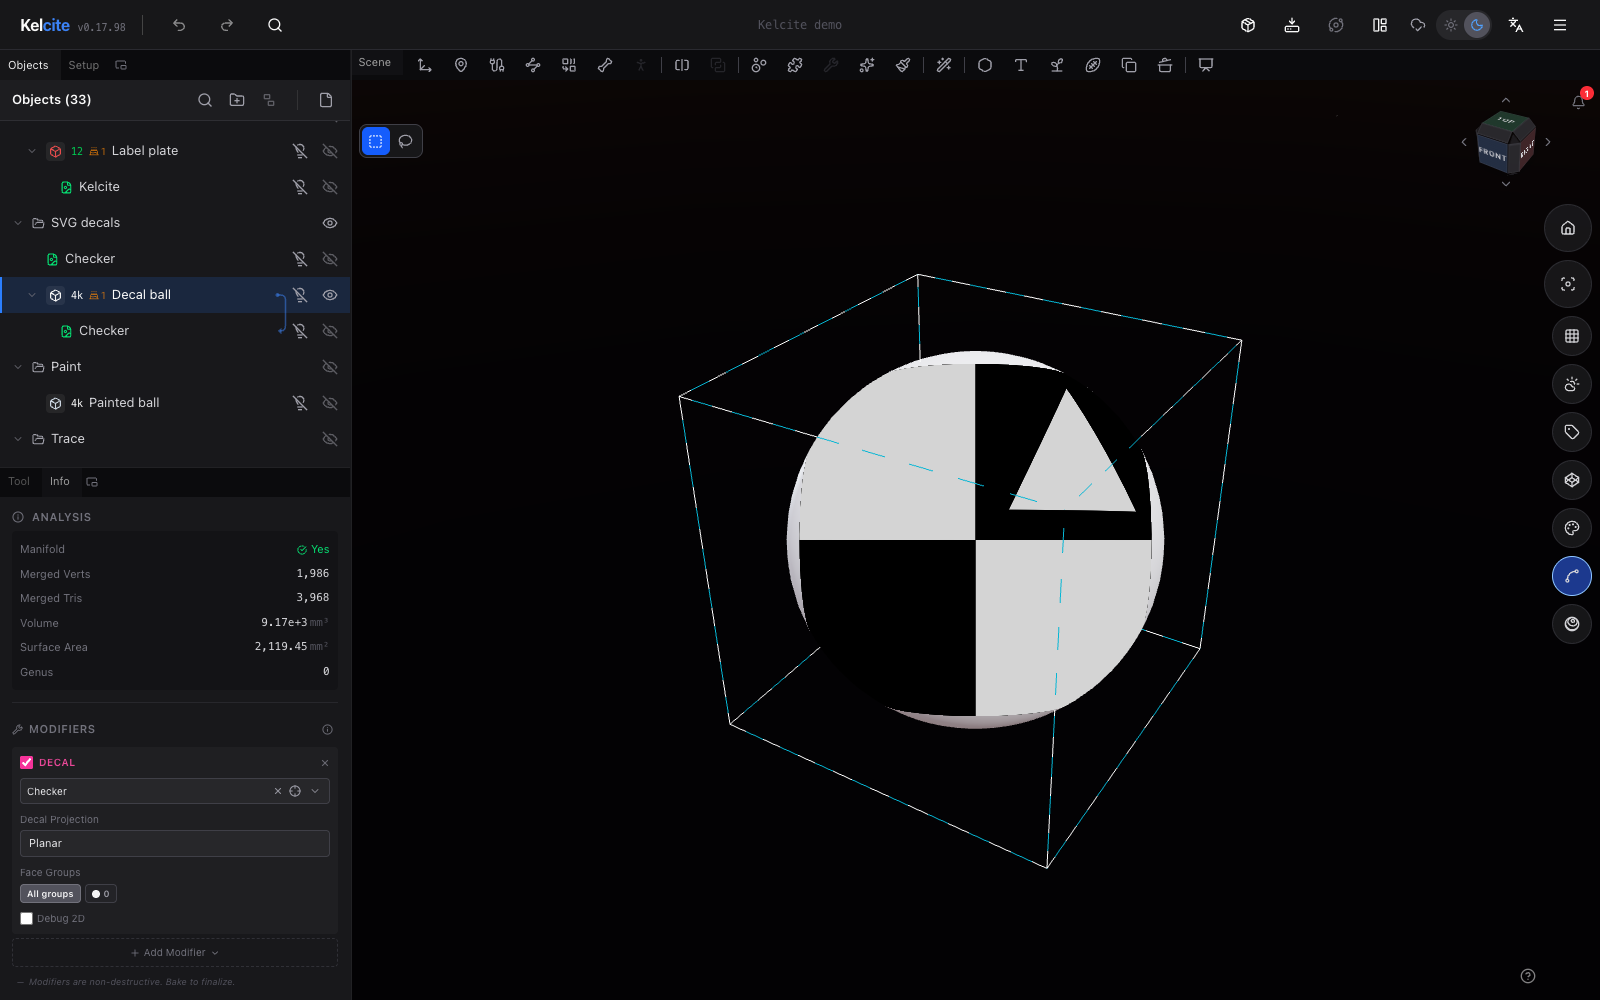 Kelcite v0.17.98
Kelcite demo
Objects Setup
Scene
Objects (33)
12 1 Label plate
Kelcite
SVG decals
Checker
4k 1 Decal ball
Checker
Paint
4k Painted ball
Trace
Tool Info
ANALYSIS
Manifold Yes
Merged Verts 1,986
Merged Tris 3,968
Volume 9.17e+3 mm³
Surface Area 2,119.45 mm²
Genus 0
MODIFIERS
DECAL
Checker
Decal Projection
Planar
Face Groups
All groups 0
Debug 2D
+ Add Modifier
— Modifiers are non-destructive. Bake to finalize.
1
TOP
FRONT
RIGHT